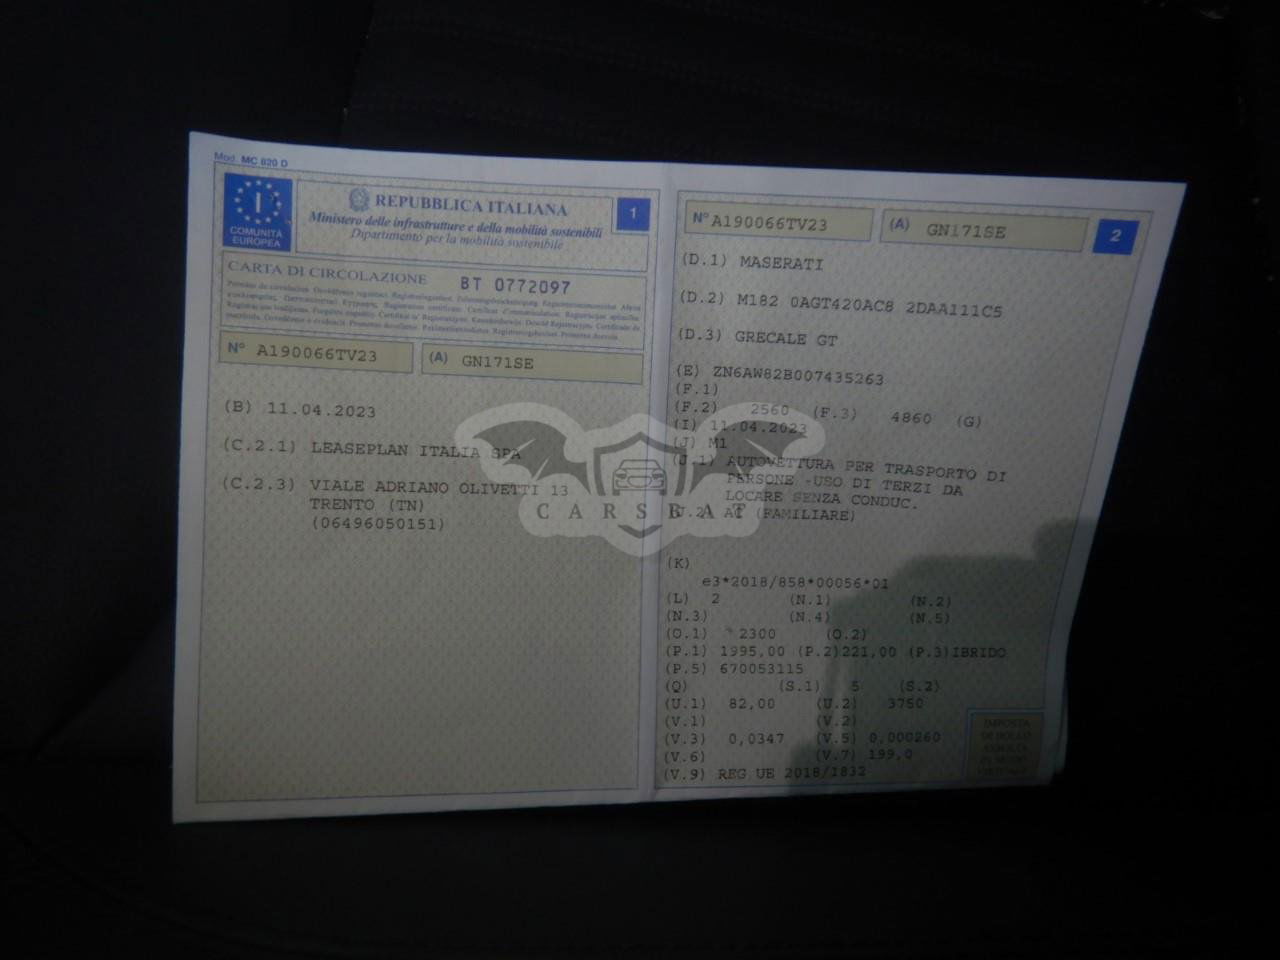 Mod. MC 820 D
I
COMUNITÀ
EUROPEA
REPUBBLICA ITALIANA
Ministero delle infrastrutture e della mobilità sostenibili
Dipartimento per la mobilità sostenibile
1
CARTA DI CIRCOLAZIONE BT 0772097
N° A190066TV23 (A) GN171SE
(B) 11.04.2023
(C.2.1) LEASEPLAN ITALIA SPA
(C.2.3) VIALE ADRIANO OLIVETTI 13
TRENTO (TN)
(06496050151)
N° A190066TV23 (A) GN171SE 2
(D.1) MASERATI
(D.2) M182 0AGT420AC8 2DAA111C5
(D.3) GRECALE GT
(E) ZN6AW82B007435263
(F.1)
(F.2) 2560 (F.3) 4860 (G)
(I) 11.04.2023
(J) M1
(J.1) AUTOVETTURA PER TRASPORTO DI
PERSONE -USO DI TERZI DA
LOCARE SENZA CONDUC.
(J.2) AC (FAMILIARE)
(K)
e3*2018/858*00056*01
(L) 2 (N.1) (N.2)
(N.3) (N.4) (N.5)
(O.1) 2300 (O.2)
(P.1) 1995,00 (P.2)221,00 (P.3)IBRIDO
(P.5) 670053115
(Q) (S.1) 5 (S.2)
(U.1) 82,00 (U.2) 3750
(V.1) (V.2)
(V.3) 0,0347 (V.5) 0,000260
(V.6) (V.7) 199,0
(V.9) REG UE 2018/1832
IMPOSTA
DI BOLLO
CARSBAT